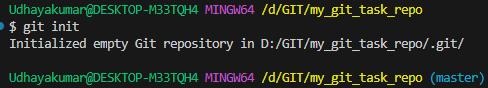 Udhayakumar@DESKTOP-M33TQH4 MINGW64 /d/GIT/my_git_task_repo
$ git init
Initialized empty Git repository in D:/GIT/my_git_task_repo/.git/
Udhayakumar@DESKTOP-M33TQH4 MINGW64 /d/GIT/my_git_task_repo (master)